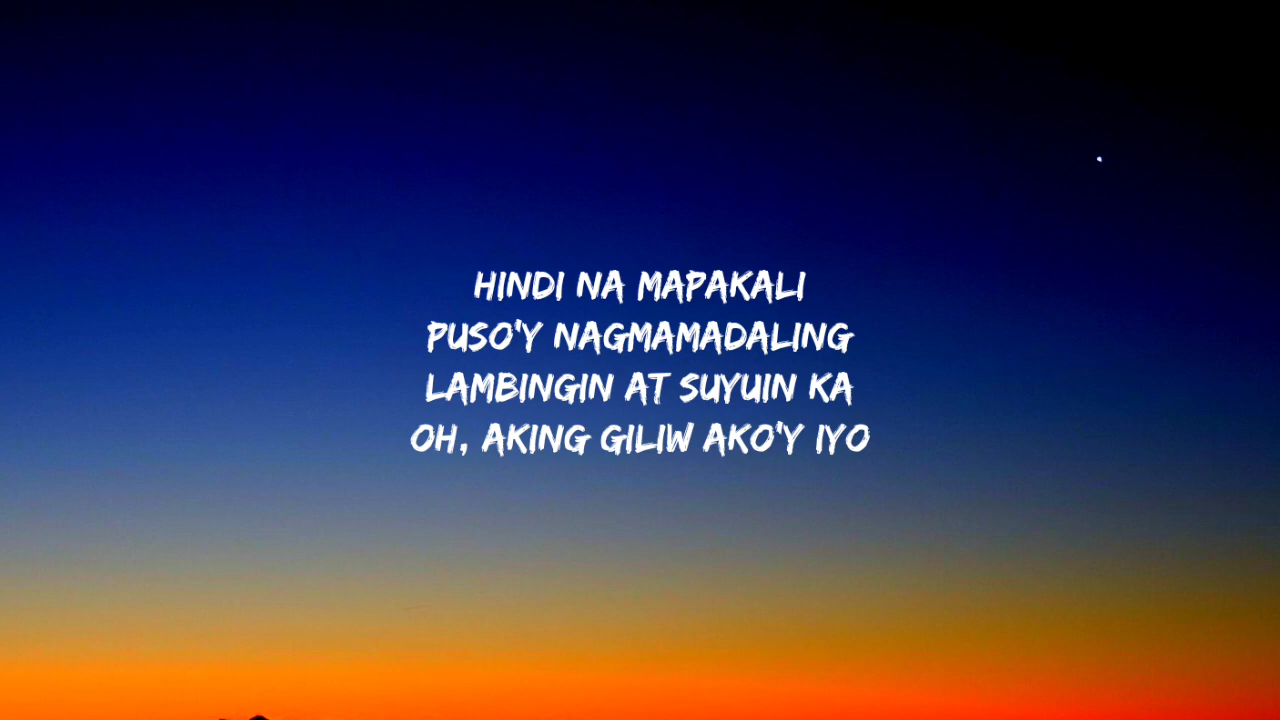 HINDI NA MAPAKALI
PUSO'Y NAGMAMADALING
LAMBINGIN AT SUYUIN KA
OH, AKING GILIW AKO'Y IYO